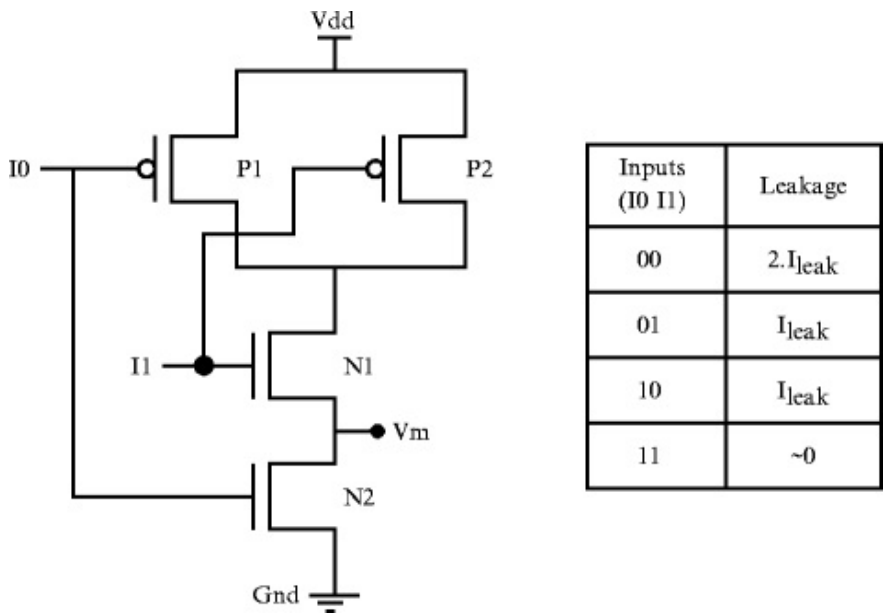 Vdd
I0
P1
P2
I1
N1
Vm
N2
Gnd
Inputs
(I0 I1)
Leakage
00
2.Ileak
01
Ileak
10
Ileak
11
~0